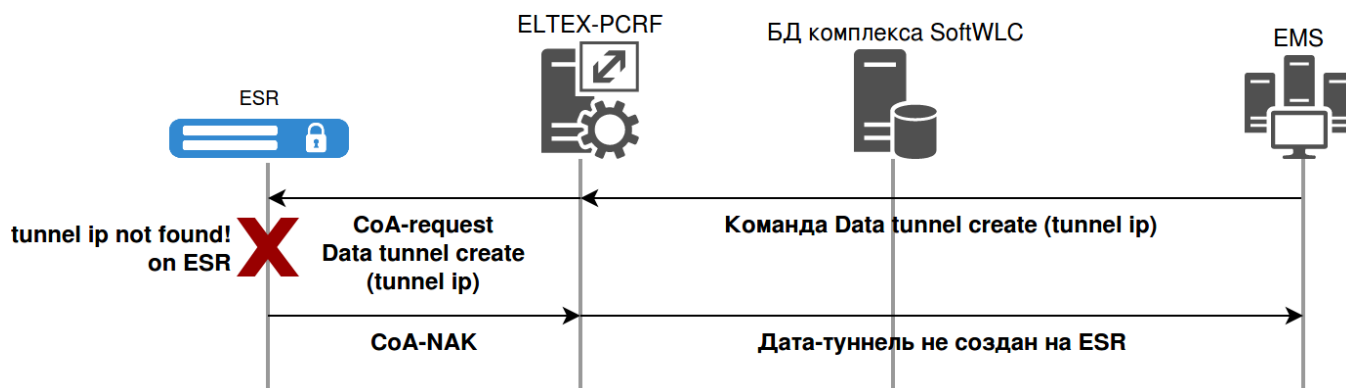 ELTEX-PCRF
БД комплекса SoftWLC
EMS
ESR
tunnel ip not found!
on ESR
CoA-request
Data tunnel create
(tunnel ip)
Команда Data tunnel create (tunnel ip)
CoA-NAK
Дата-туннель не создан на ESR